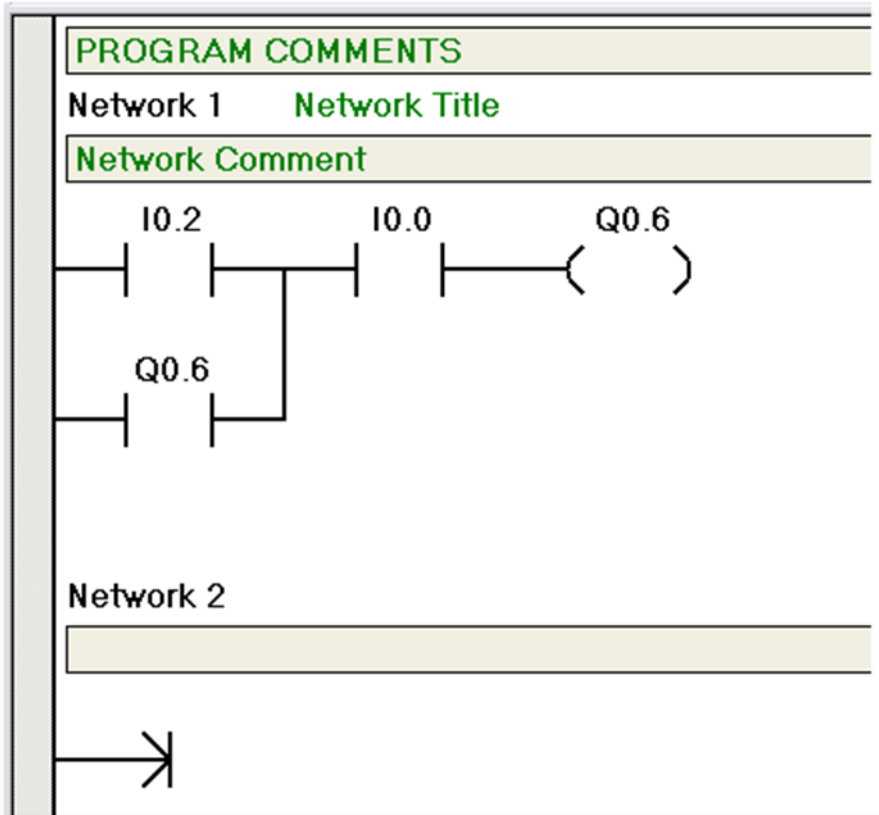 PROGRAM COMMENTS
Network 1 Network Title
Network Comment
I0.2 I0.0 Q0.6
Q0.6
Network 2